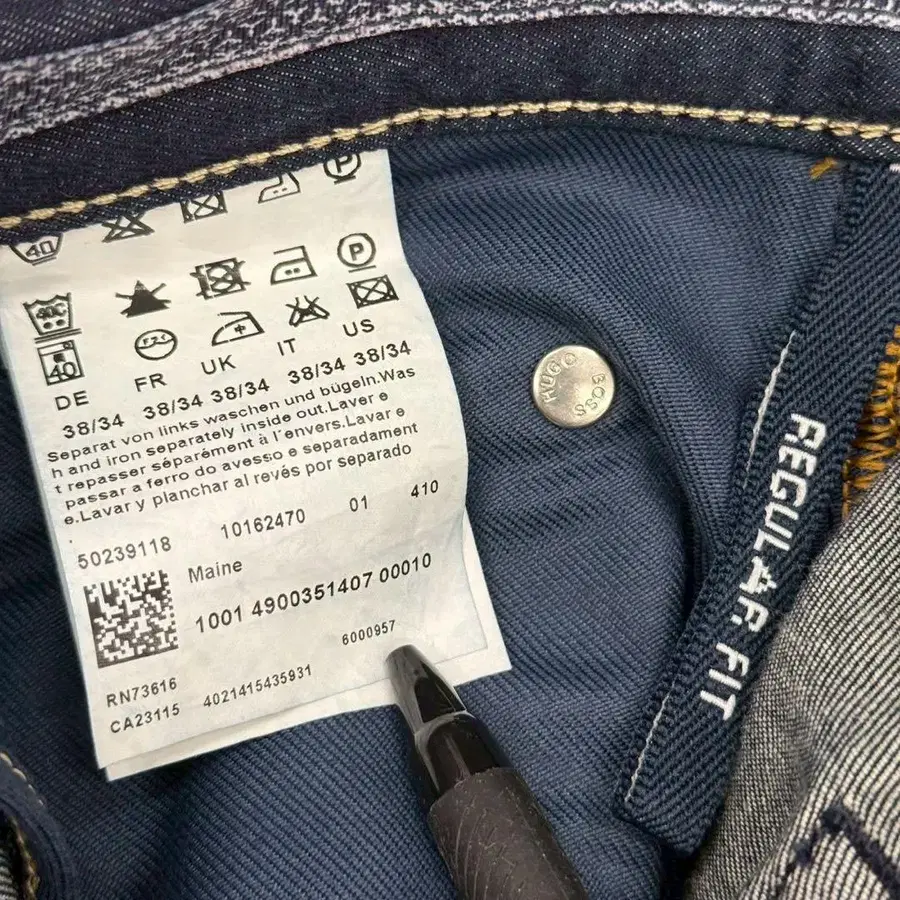 40
P
40C
P
40
DE FR UK IT US
38/34 38/34 38/34 38/34 38/34
Separat von links waschen und bügeln.Was
h and iron separately inside out.Laver e
t repasser séparément à l'envers.Lavar e
passar a ferro do avesso e separadament
e.Lavar y planchar al revés por separado
.
50239118 10162470 01 410
Maine
1001 4900351407 00010
6000957
RN73616
CA23115 4021415435931
HUGO BOSS
REGULAR FIT